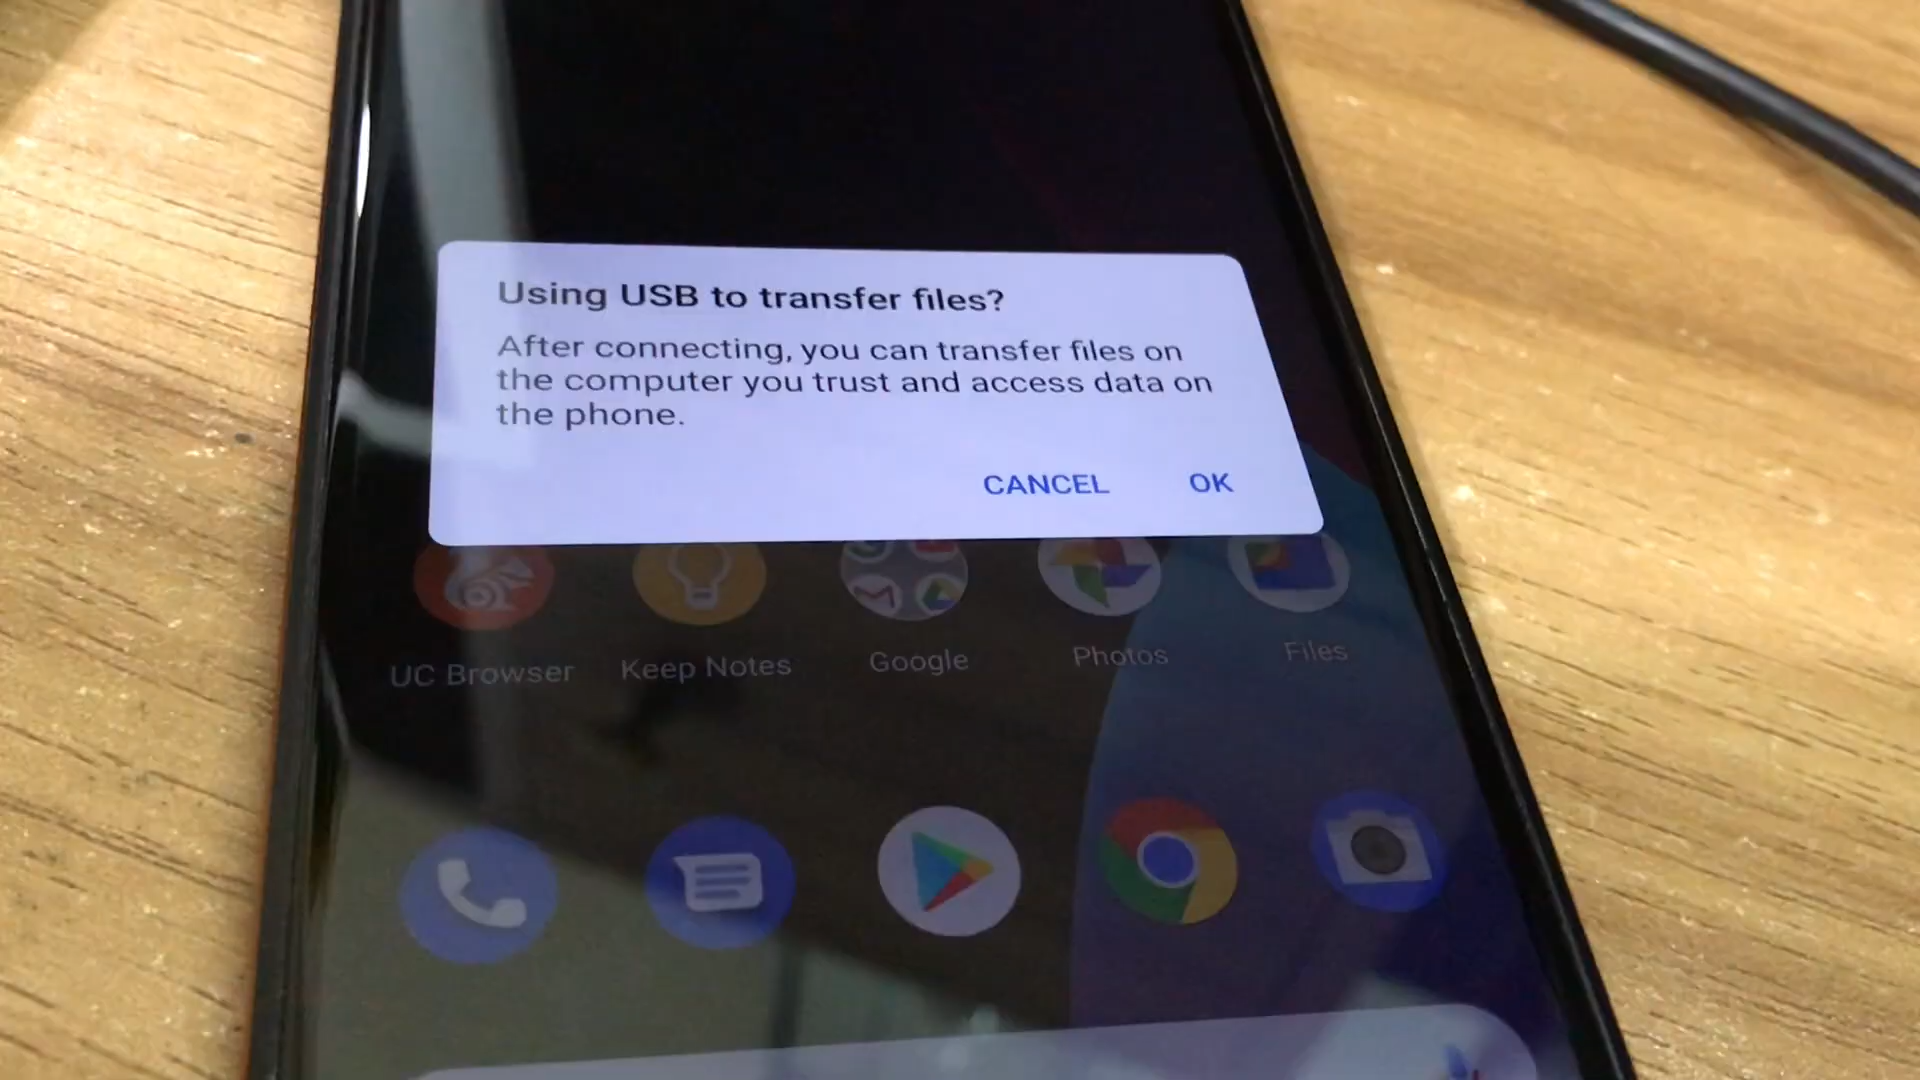 Using USB to transfer files?
After connecting, you can transfer files on
the computer you trust and access data on
the phone.
CANCEL OK
UC Browser Keep Notes Google Photos Files